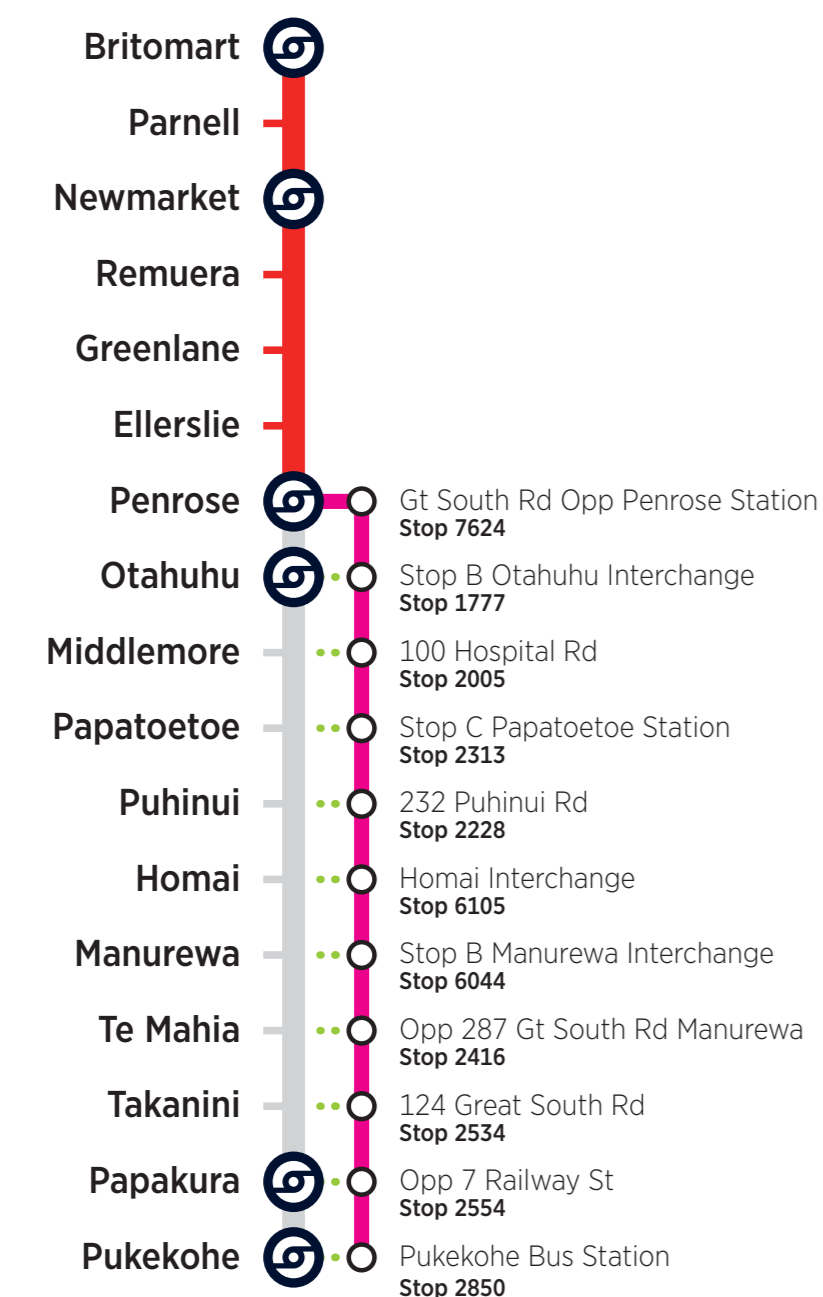 Britomart
Parnell
Newmarket
Remuera
Greenlane
Ellerslie
Penrose
Gt South Rd Opp Penrose Station
Stop 7624
Otahuhu
Stop B Otahuhu Interchange
Stop 1777
Middlemore
100 Hospital Rd
Stop 2005
Papatoetoe
Stop C Papatoetoe Station
Stop 2313
Puhinui
232 Puhinui Rd
Stop 2228
Homai
Homai Interchange
Stop 6105
Manurewa
Stop B Manurewa Interchange
Stop 6044
Te Mahia
Opp 287 Gt South Rd Manurewa
Stop 2416
Takanini
124 Great South Rd
Stop 2534
Papakura
Opp 7 Railway St
Stop 2554
Pukekohe
Pukekohe Bus Station
Stop 2850